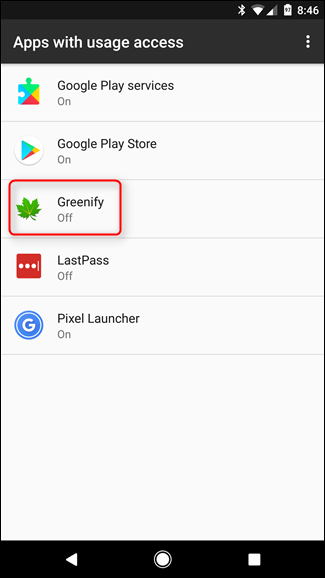 8:46
Apps with usage access
Google Play services
On
Google Play Store
On
Greenify
Off
LastPass
Off
Pixel Launcher
On